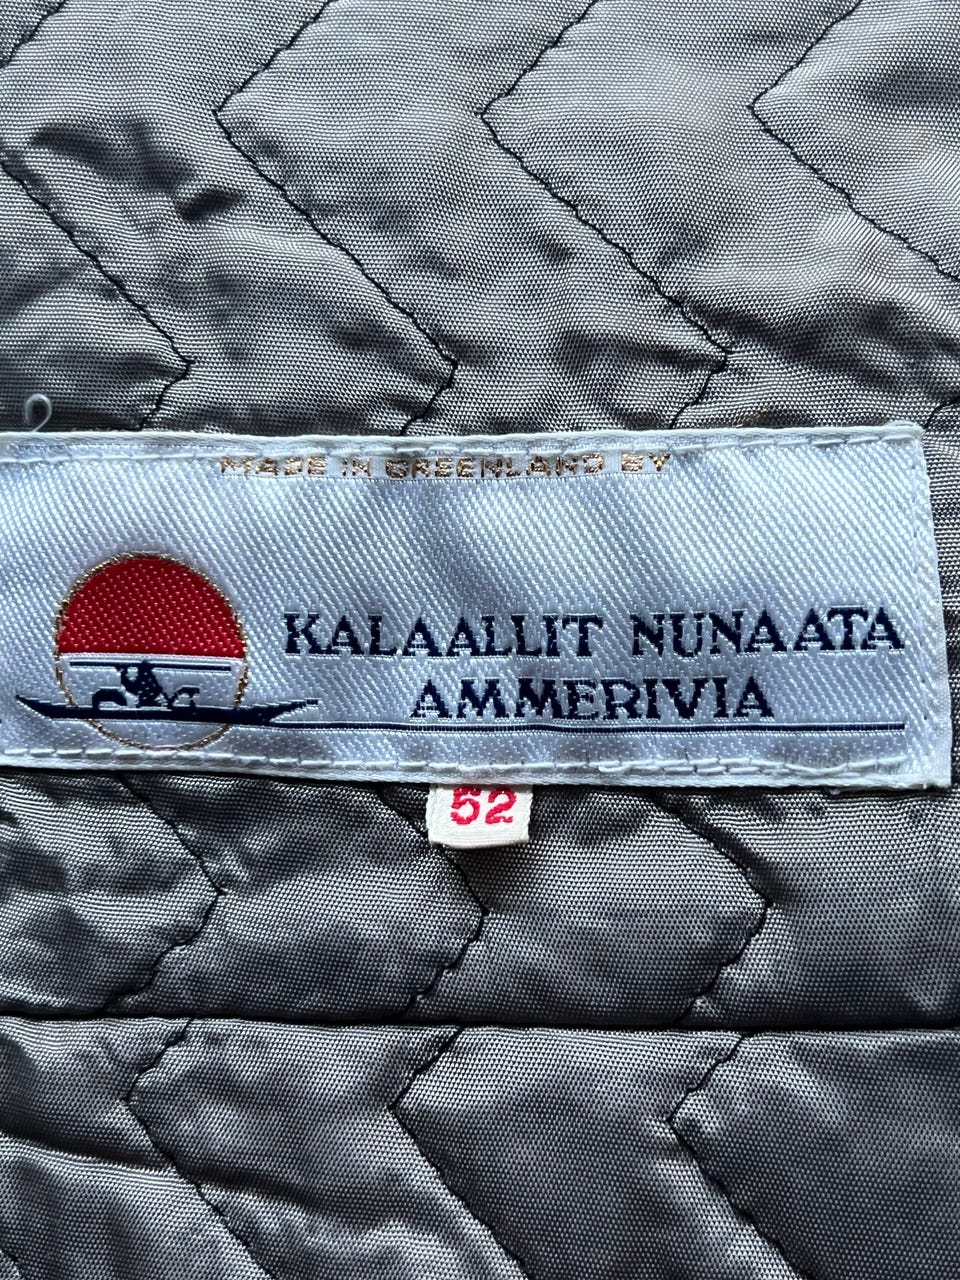 MADE IN GREENLAND BY
KALAALLIT NUNAATA
AMMERIVIA
52